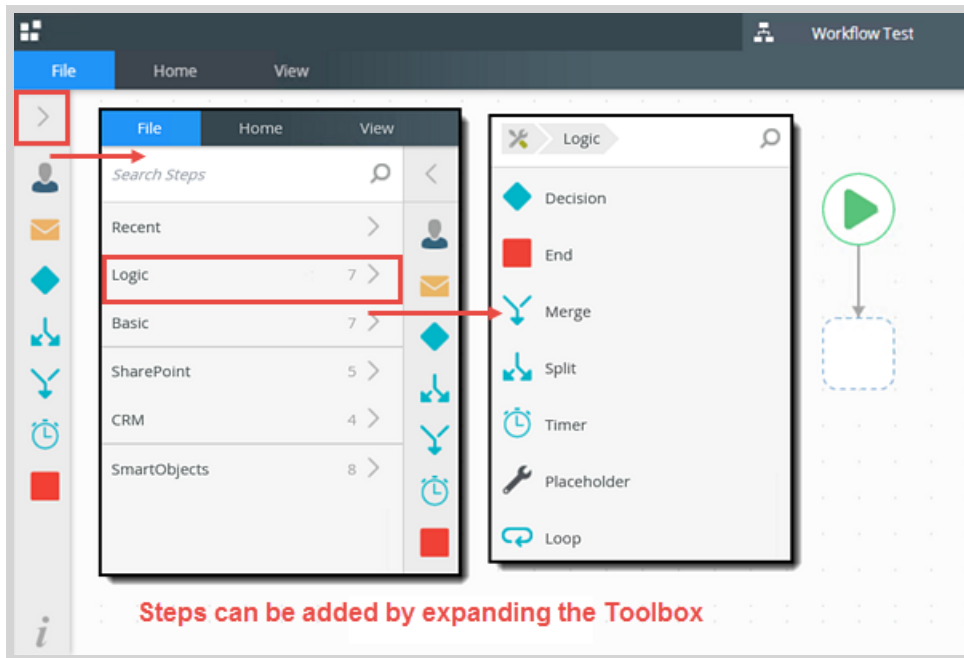 Workflow Test
File Home View
File Home View
Search Steps
Recent
Logic 7
Basic 7
SharePoint 5
CRM 4
SmartObjects 8
Logic
Decision
End
Merge
Split
Timer
Placeholder
Loop
Steps can be added by expanding the Toolbox
i